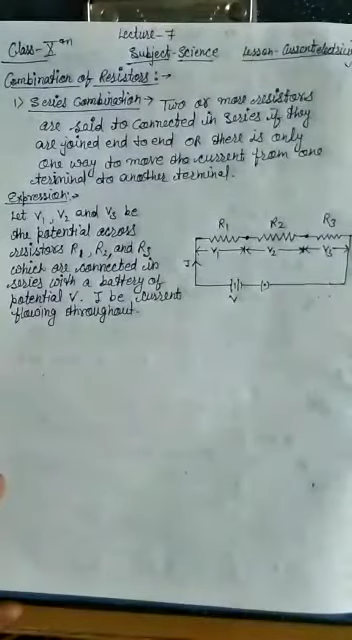 Lecture-7
Class-Xth Subject-Science Lesson-Current electrici
Combination of Resistors:→
1) Series Combination → Two or more resistors
are said to connected in series if they
are joined end to end OR there is only
one way to move the current from one
terminal to another terminal.
Expression:→
Let V1, V2 and V3 be
the potential across
resistors R1, R2, and R3
which are connected in
series with a battery of
potential V. I be current
flowing throughout.
R1 R2 R3
V1 V2 V3
I
V